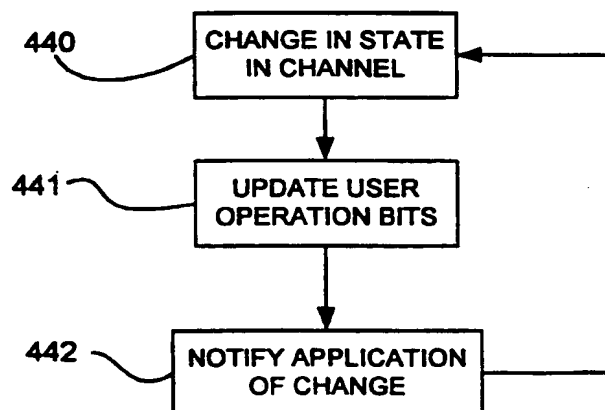 440
CHANGE IN STATE
IN CHANNEL
441
UPDATE USER
OPERATION BITS
442
NOTIFY APPLICATION
OF CHANGE